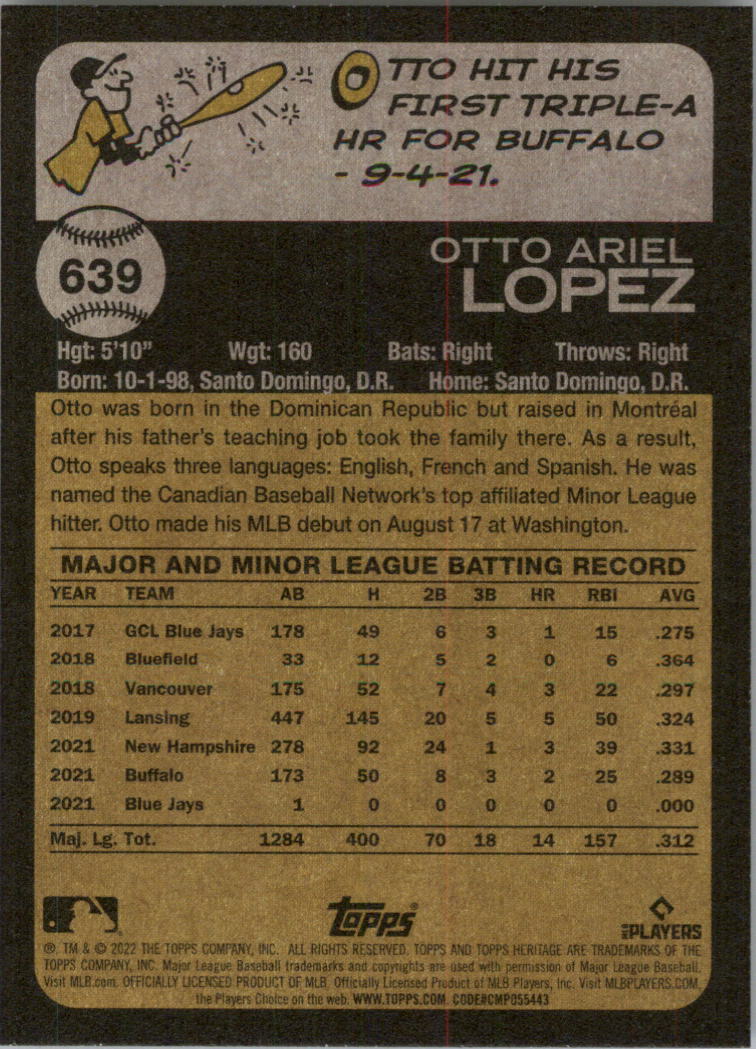 OTTO HIT HIS
FIRST TRIPLE-A
HR FOR BUFFALO
- 9-4-21.
639
OTTO ARIEL
LOPEZ
Hgt: 5'10" Wgt: 160 Bats: Right Throws: Right
Born: 10-1-98, Santo Domingo, D.R. Home: Santo Domingo, D.R.
Otto was born in the Dominican Republic but raised in Montréal
after his father's teaching job took the family there. As a result,
Otto speaks three languages: English, French and Spanish. He was
named the Canadian Baseball Network's top affiliated Minor League
hitter. Otto made his MLB debut on August 17 at Washington.
MAJOR AND MINOR LEAGUE BATTING RECORD
YEAR TEAM AB H 2B 3B HR RBI AVG
2017 GCL Blue Jays 178 49 6 3 1 15 .275
2018 Bluefield 33 12 5 2 0 6 .364
2018 Vancouver 175 52 7 4 3 22 .297
2019 Lansing 447 145 20 5 5 50 .324
2021 New Hampshire 278 92 24 1 3 39 .331
2021 Buffalo 173 50 8 3 2 25 .289
2021 Blue Jays 1 0 0 0 0 0 .000
Maj. Lg. Tot. 1284 400 70 18 14 157 .312
Topps®
MLB PLAYERS
®, TM & © 2022 THE TOPPS COMPANY, INC. ALL RIGHTS RESERVED. TOPPS AND TOPPS HERITAGE ARE TRADEMARKS OF THE
TOPPS COMPANY, INC. Major League Baseball trademarks and copyrights are used with permission of Major League Baseball.
Visit MLB.com. OFFICIALLY LICENSED PRODUCT OF MLB. Officially Licensed Product of MLB Players, Inc. Visit MLBPLAYERS.COM,
the Players Choice on the web. WWW.TOPPS.COM. CODE#CMP055443